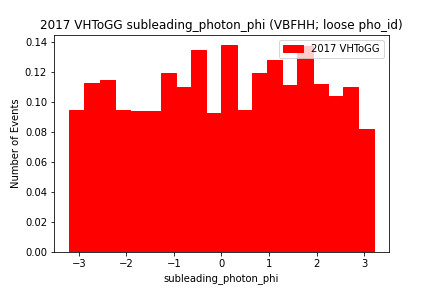 2017 VHToGG subleading_photon_phi (VBFHH; loose pho_id)
2017 VHToGG
Number of Events
0.14
0.12
0.10
0.08
0.06
0.04
0.02
0.00
−3 −2 −1 0 1 2 3
subleading_photon_phi